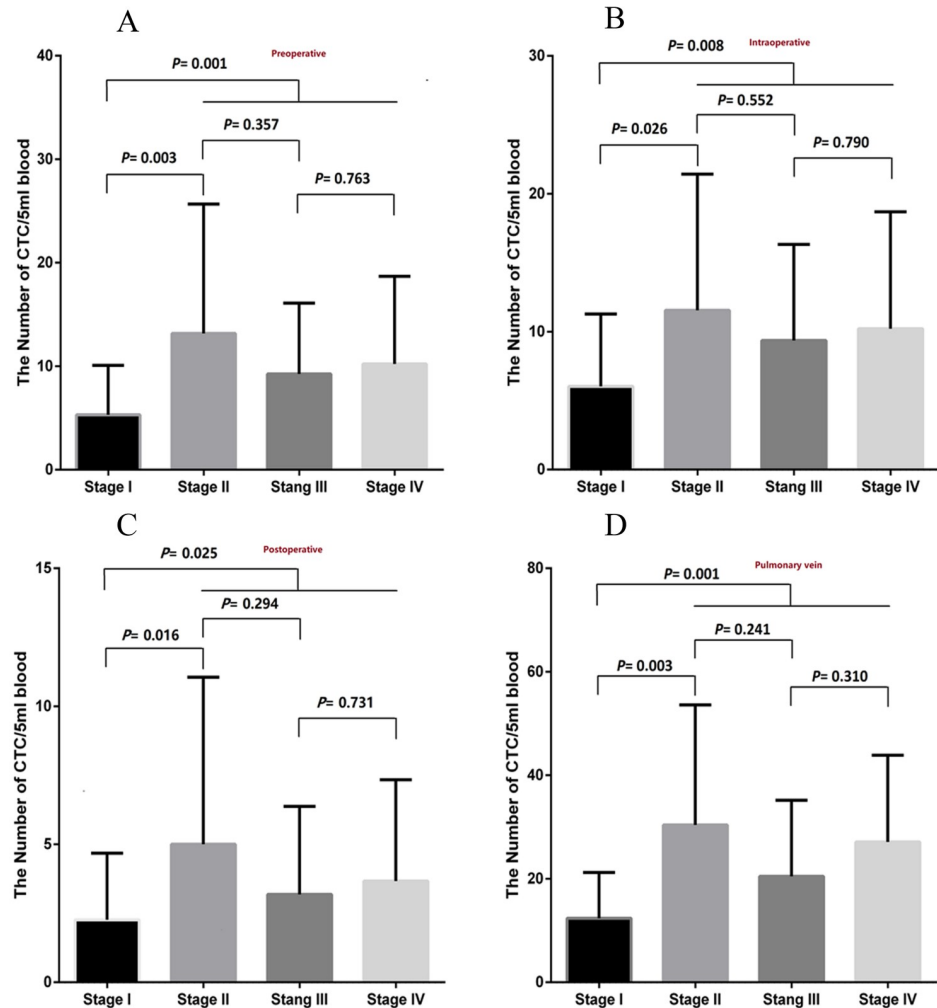 A
Preoperative
The Number of CTC/5ml blood
40
30
20
10
0
P= 0.001
P= 0.357
P= 0.003
P= 0.763
Stage I Stage II Stang III Stage IV
B
Intraoperative
The Number of CTC/5ml blood
30
20
10
0
P= 0.008
P= 0.552
P= 0.026
P= 0.790
Stage I Stage II Stang III Stage IV
C
Postoperative
The Number of CTC/5ml blood
15
10
5
0
P= 0.025
P= 0.294
P= 0.016
P= 0.731
Stage I Stage II Stang III Stage IV
D
Pulmonary vein
The Number of CTC/5ml blood
80
60
40
20
0
P= 0.001
P= 0.241
P= 0.003
P= 0.310
Stage I Stage II Stang III Stage IV